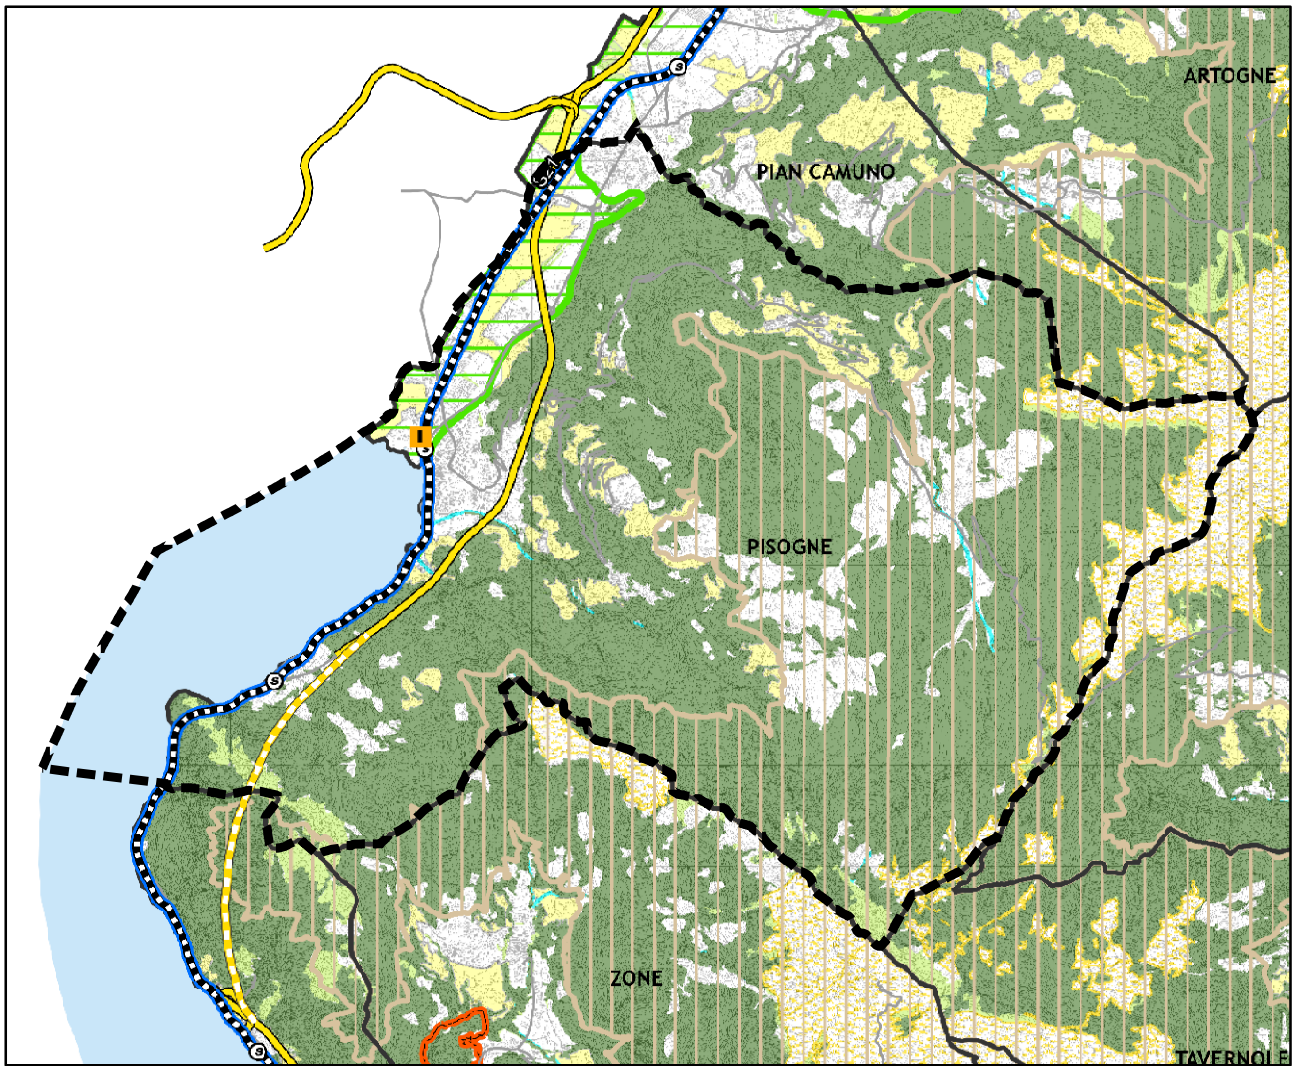 S
ARTOGNE
PIAN CAMUNO
I
S
PISOGNE
S
ZONE
S
TAVERNOLE